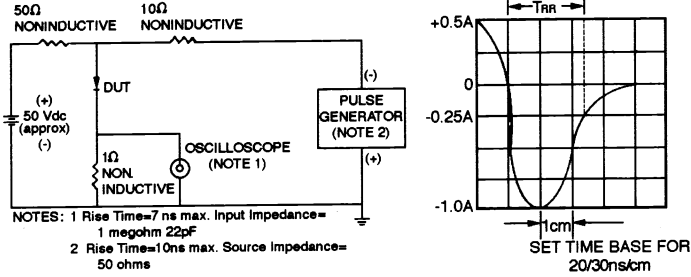 50Ω
NONINDUCTIVE
10Ω
NONINDUCTIVE
DUT
(+)
50 Vdc
(approx)
(-)
1Ω
NON.
INDUCTIVE
OSCILLOSCOPE
(NOTE 1)
(-)
PULSE
GENERATOR
(NOTE 2)
(+)
NOTES: 1 Rise Time=7 ns max. Input Impedance=
1 megohm 22pF
2 Rise Time=10ns max. Source Impedance=
50 ohms
TRR
+0.5A
0
-0.25A
-1.0A
1cm
SET TIME BASE FOR
20/30ns/cm